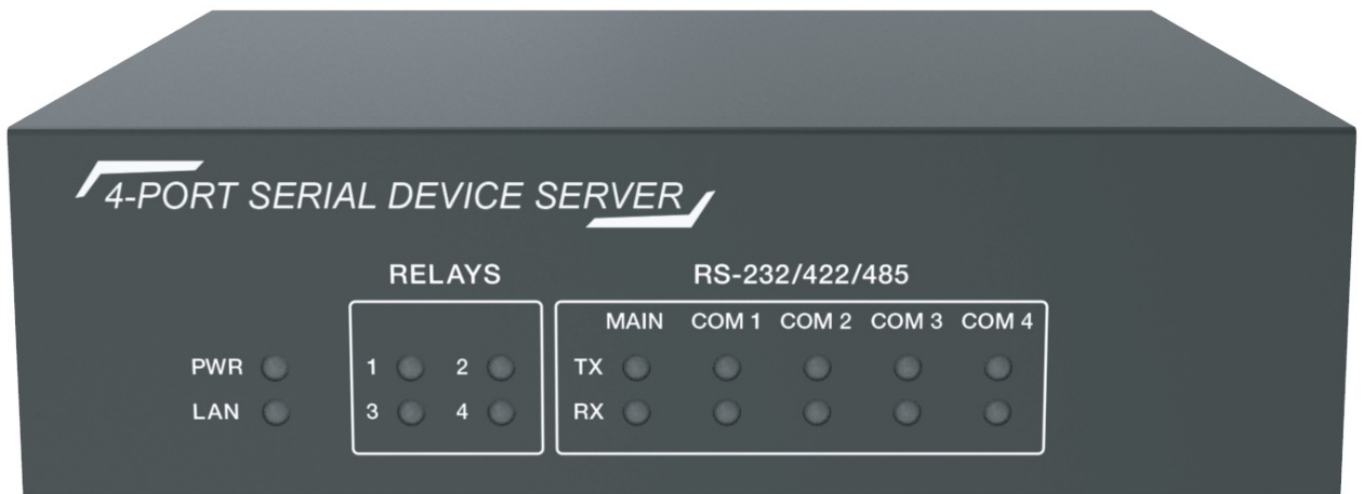 4-PORT SERIAL DEVICE SERVER
RELAYS
RS-232/422/485
MAIN COM 1 COM 2 COM 3 COM 4
PWR 1 2 TX
LAN 3 4 RX